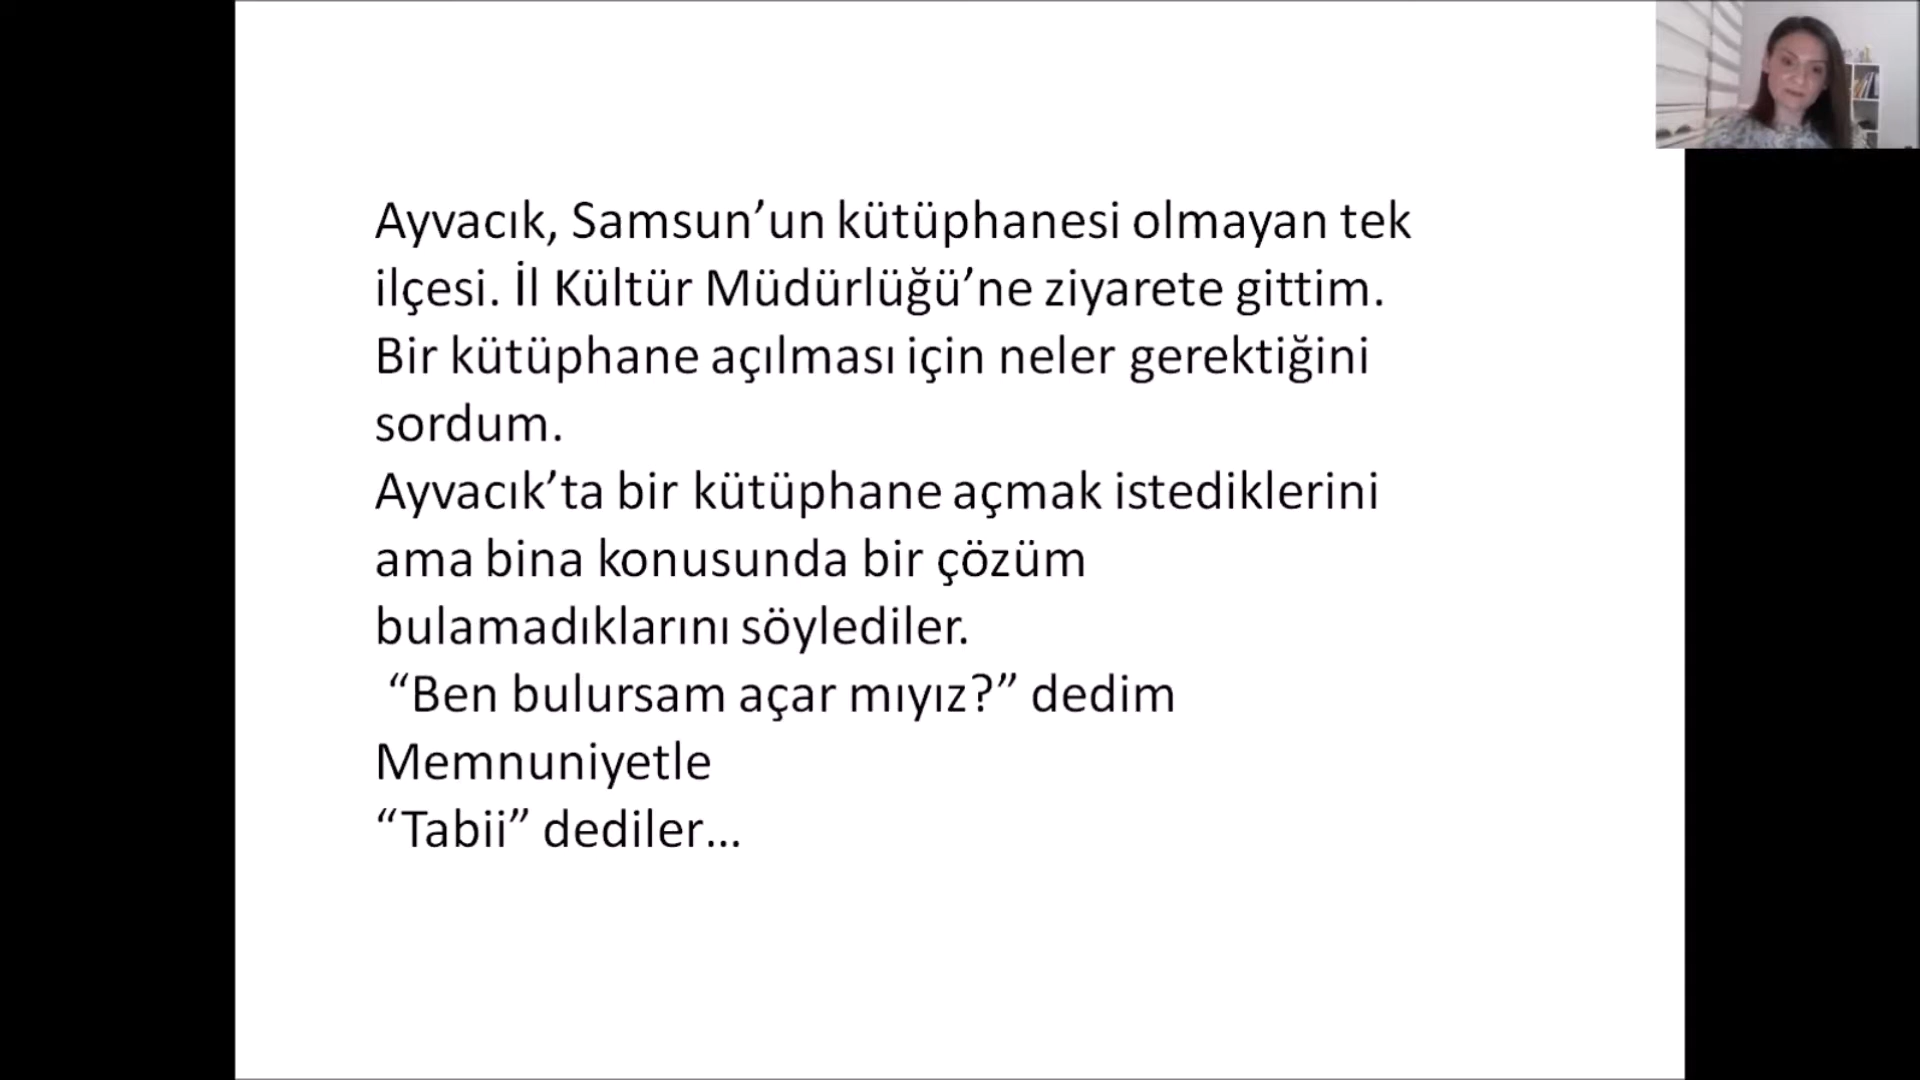 Ayvacık, Samsun’un kütüphanesi olmayan tek
ilçesi. İl Kültür Müdürlüğü’ne ziyarete gittim.
Bir kütüphane açılması için neler gerektiğini
sordum.
Ayvacık’ta bir kütüphane açmak istediklerini
ama bina konusunda bir çözüm
bulamadıklarını söylediler.
“Ben bulursam açar mıyız?” dedim
Memnuniyetle
“Tabii” dediler...